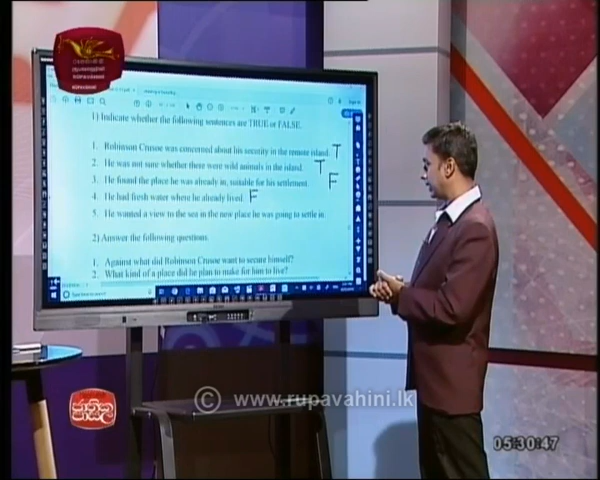 1) Indicate whether the following sentences are TRUE or FALSE.
1. Robinson Crusoe was concerned about his security in the remote island. T
2. He was not sure whether there were wild animals in the island. T
3. He found the place he was already in, suitable for his settlement. F
4. He had fresh water where he already lived. F
5. He wanted a view to the sea in the new place he was going to settle in.
2) Answer the following questions.
1. Against what did Robinson Crusoe want to secure himself?
2. What kind of a place did he plan to make for him to live?
© www.rupavahini.lk
05:30:47